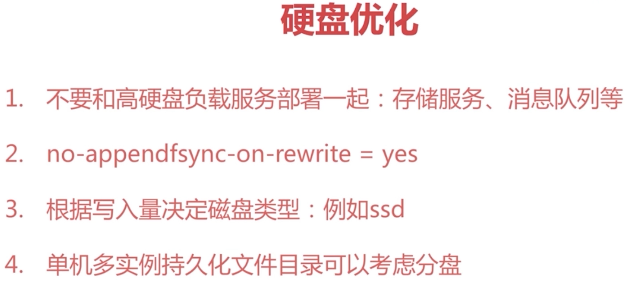 硬盘优化
1. 不要和高硬盘负载服务部署一起：存储服务、消息队列等
2. no-appendfsync-on-rewrite = yes
3. 根据写入量决定磁盘类型：例如ssd
4. 单机多实例持久化文件目录可以考虑分盘